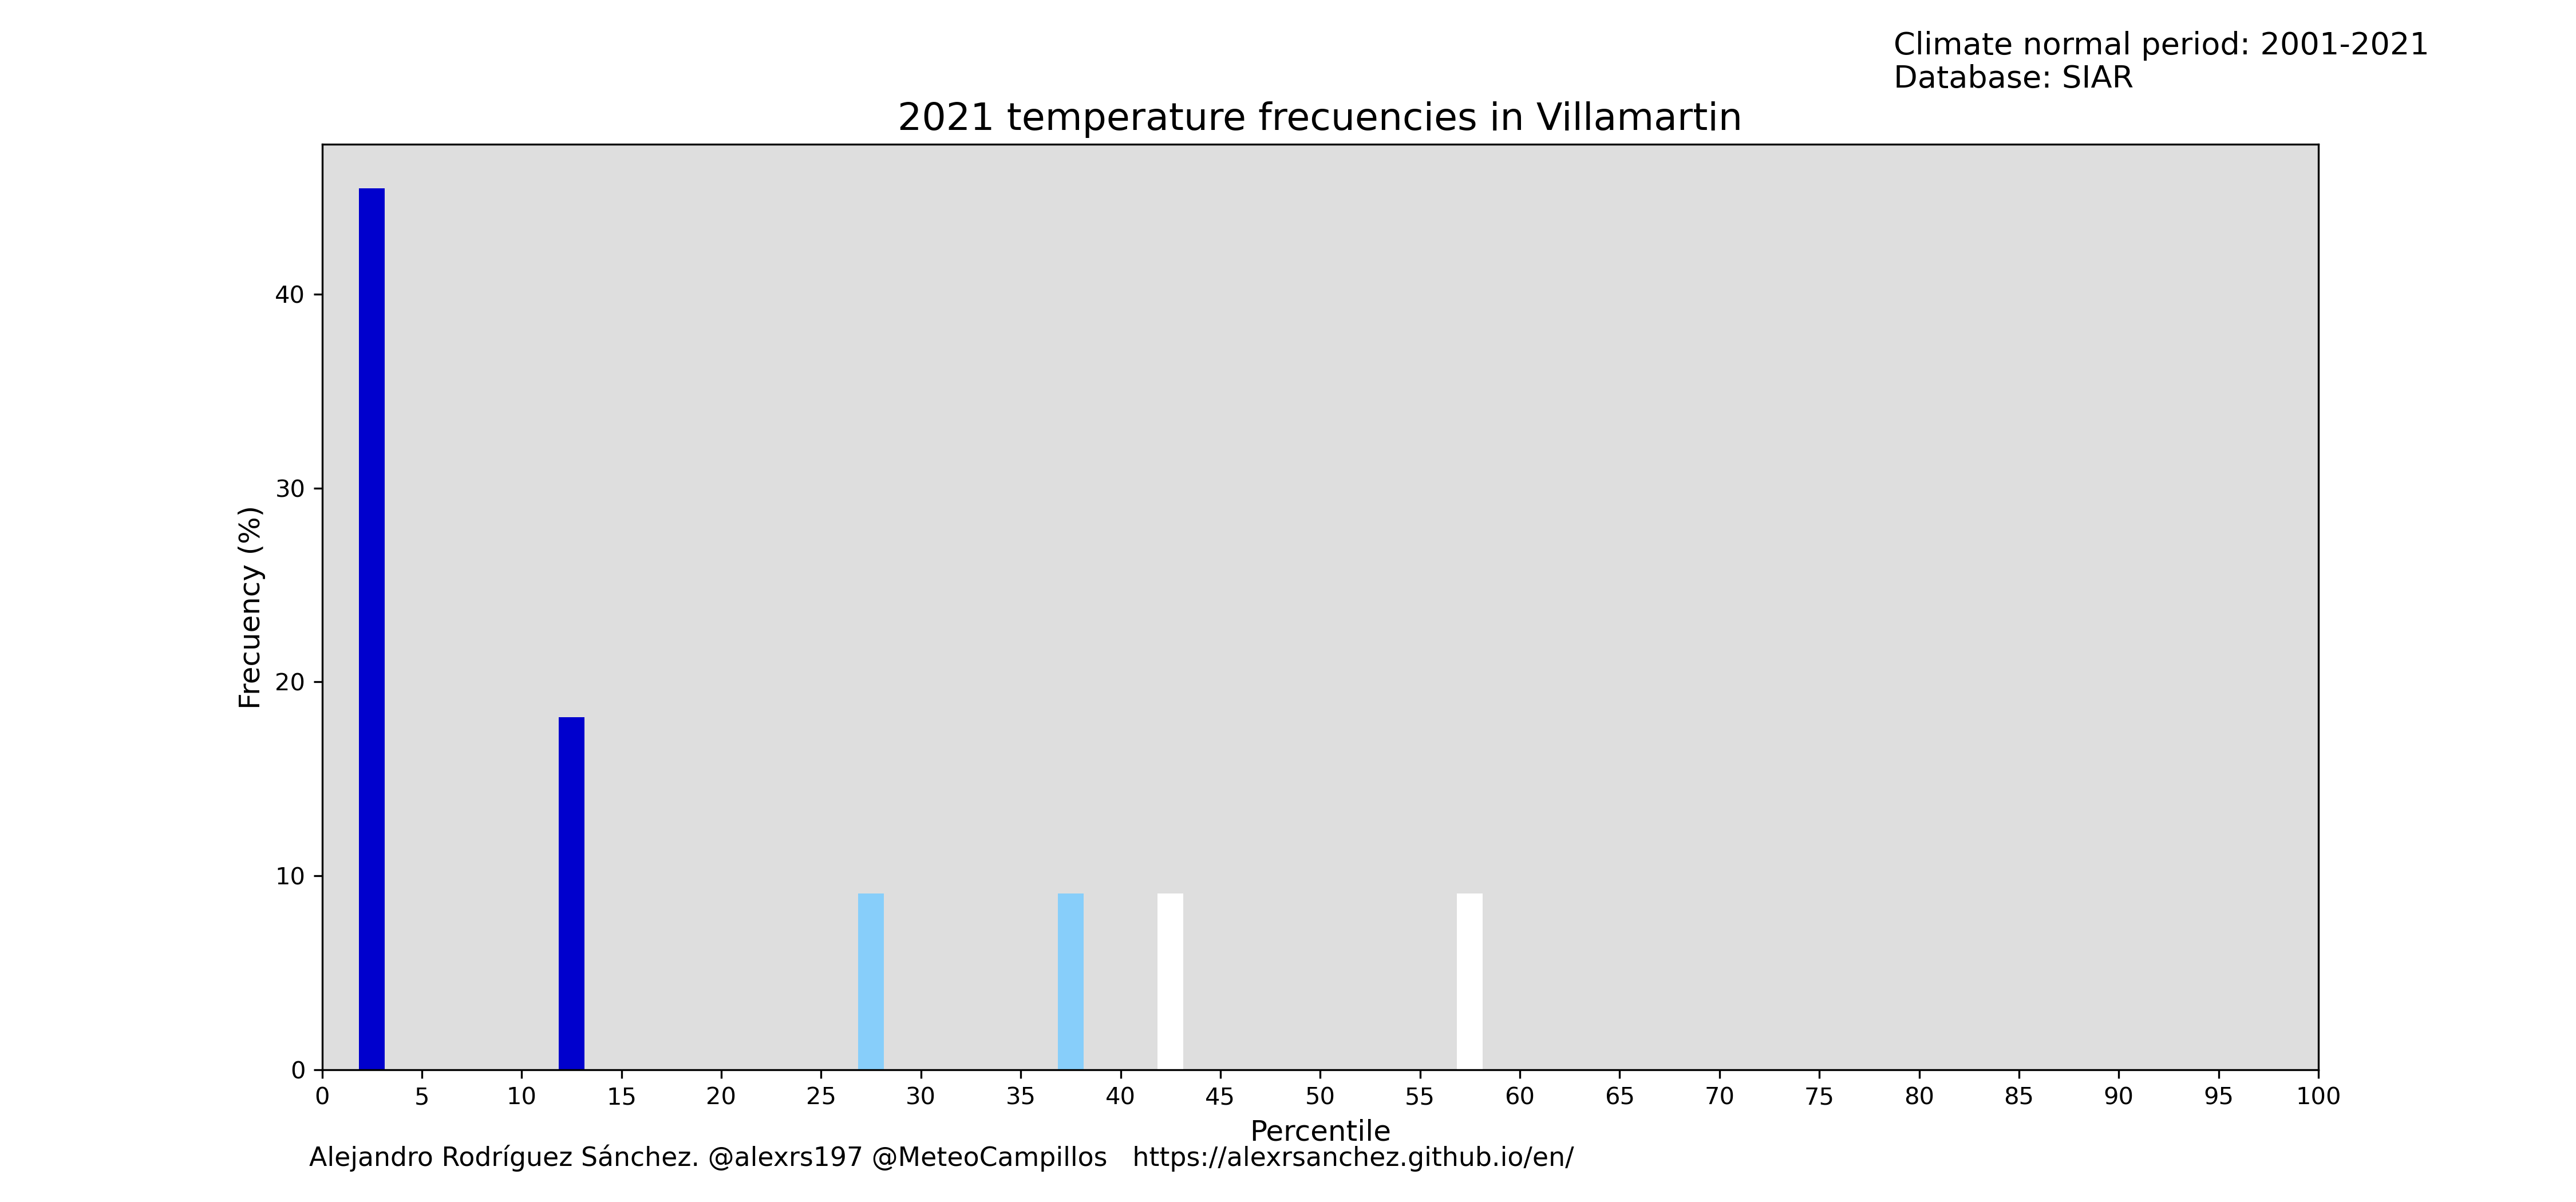 Climate normal period: 2001-2021
Database: SIAR
2021 temperature frecuencies in Villamartin
Frecuency (%)
40
30
20
10
0
0 5 10 15 20 25 30 35 40 45 50 55 60 65 70 75 80 85 90 95 100
Percentile
Alejandro Rodríguez Sánchez. @alexrs197 @MeteoCampillos https://alexrsanchez.github.io/en/